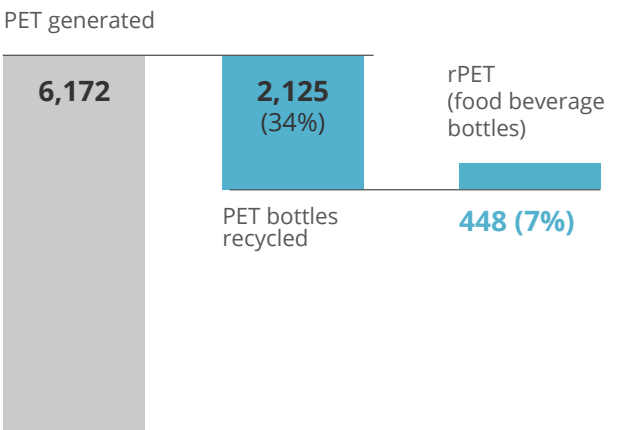 PET generated
6,172
2,125
(34%)
rPET
(food beverage
bottles)
PET bottles
recycled
448 (7%)